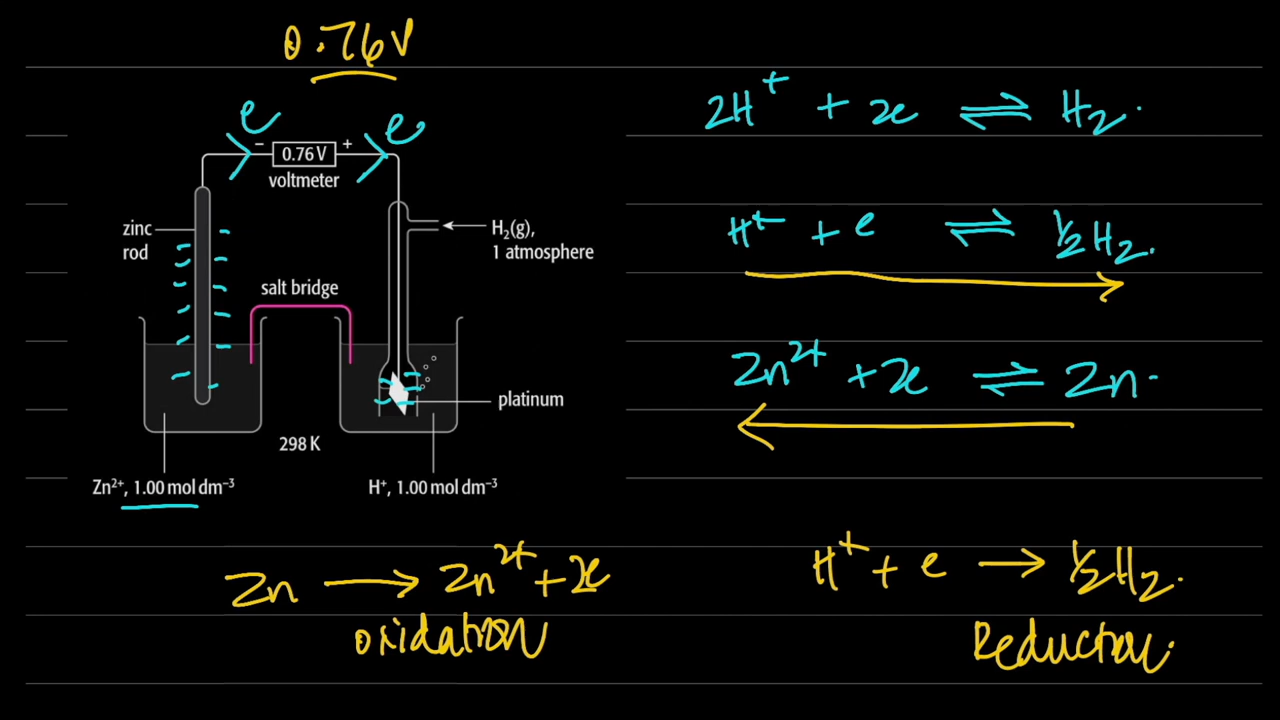 0.76V
e e
- 0.76 V +
voltmeter
zinc
rod
H₂(g),
1 atmosphere
salt bridge
platinum
298 K
Zn²⁺, 1.00 mol dm⁻³
H⁺, 1.00 mol dm⁻³
2H⁺ + 2e ⇌ H₂.
H⁺ + e ⇌ ½H₂.
Zn²⁺ + 2e ⇌ Zn.
Zn ⟶ Zn²⁺ + 2e
oxidation
H⁺ + e ⟶ ½H₂.
Reduction.